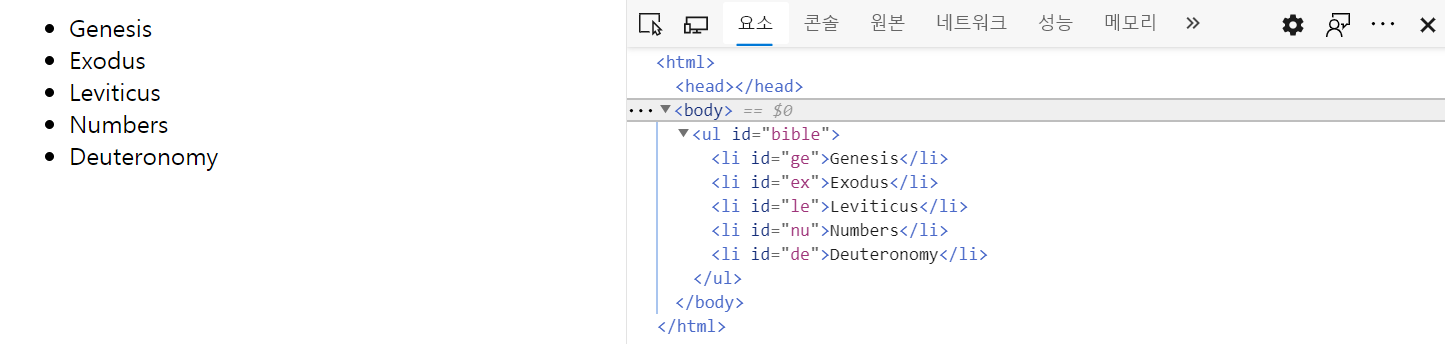 Genesis
Exodus
Leviticus
Numbers
Deuteronomy
요소 콘솔 원본 네트워크 성능 메모리 »
<html>
<head></head>
··· ▼<body> == $0
▼<ul id="bible">
<li id="ge">Genesis</li>
<li id="ex">Exodus</li>
<li id="le">Leviticus</li>
<li id="nu">Numbers</li>
<li id="de">Deuteronomy</li>
</ul>
</body>
</html>